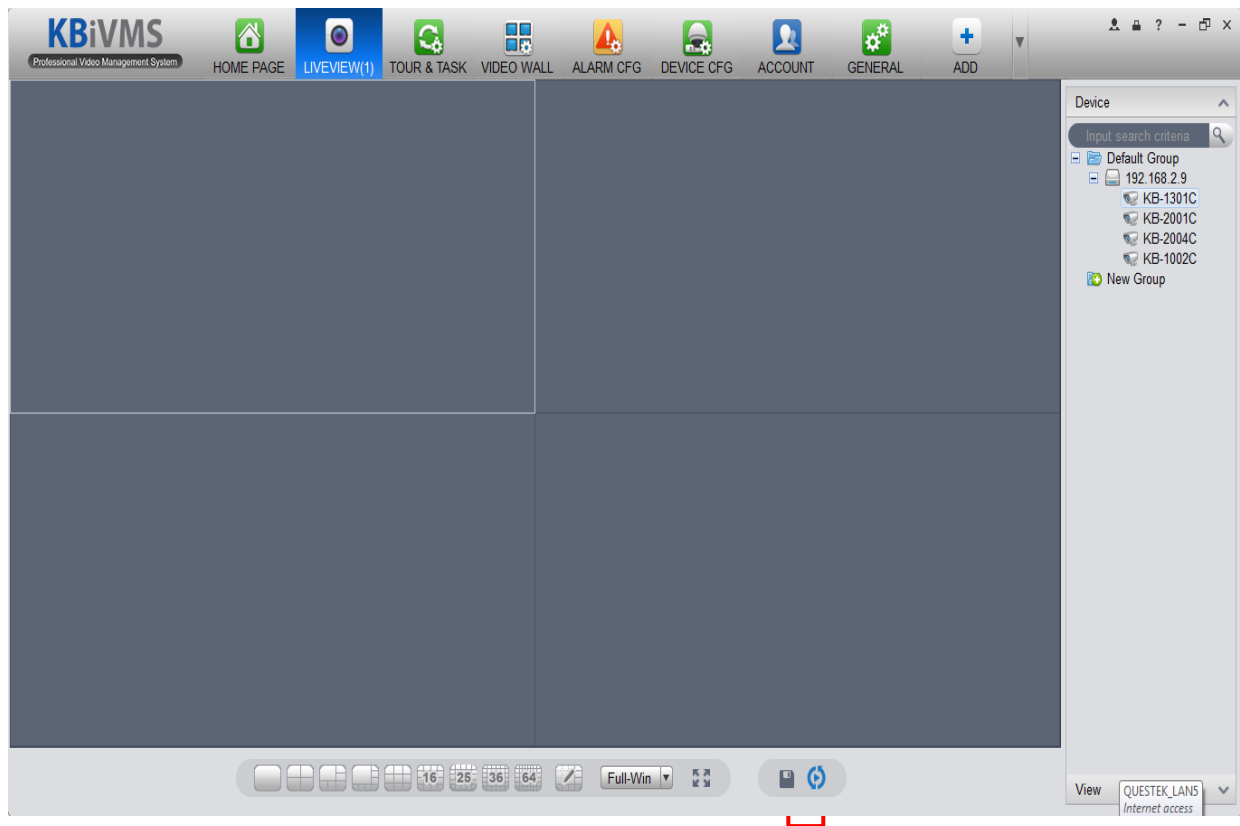 KBiVMS
Professional Video Management System
HOME PAGE
LIVEVIEW(1)
TOUR & TASK
VIDEO WALL
ALARM CFG
DEVICE CFG
ACCOUNT
GENERAL
ADD
?
Device
Input search criteria
Default Group
192.168.2.9
KB-1301C
KB-2001C
KB-2004C
KB-1002C
New Group
16
25
36
64
Full-Win
View
QUESTEK_LAN5
Internet access